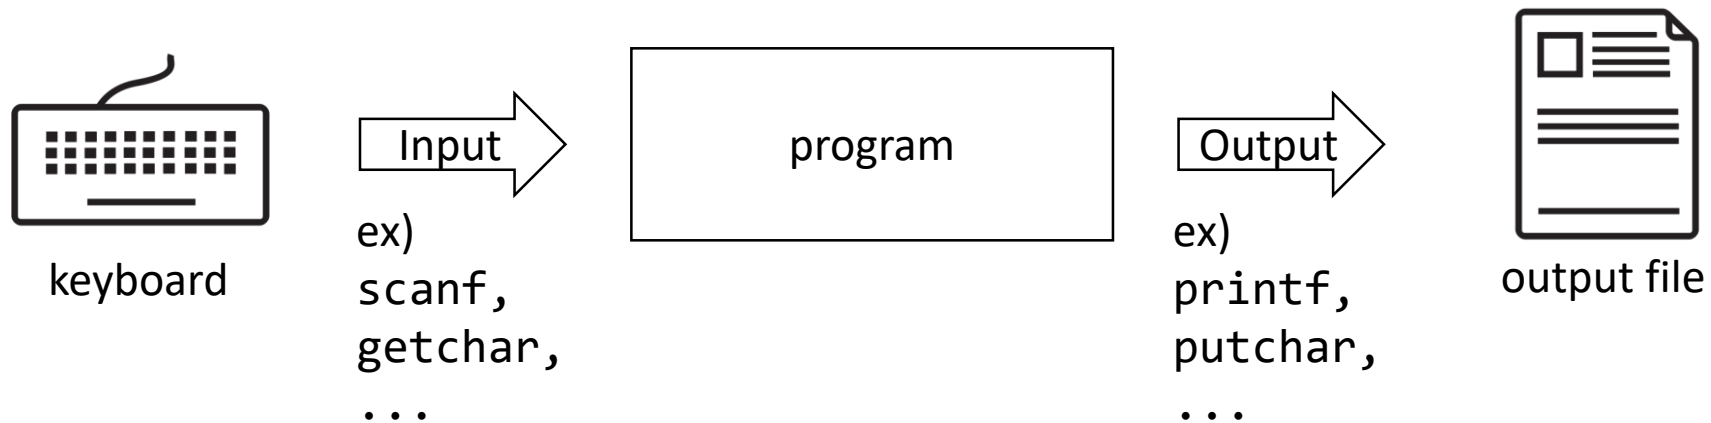 keyboard
Input
ex)
scanf,
getchar,
...
program
Output
ex)
printf,
putchar,
...
output file